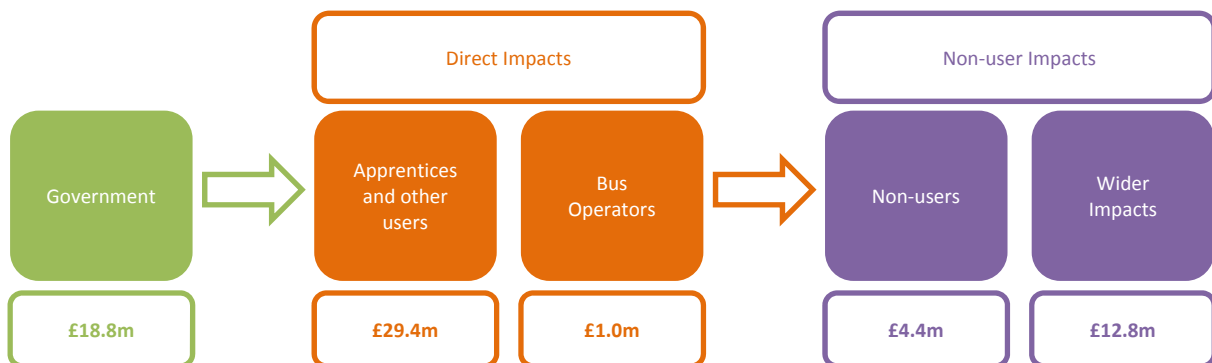 Direct Impacts
Non-user Impacts
Government
Apprentices
and other
users
Bus
Operators
Non-users
Wider
Impacts
£18.8m
£29.4m
£1.0m
£4.4m
£12.8m